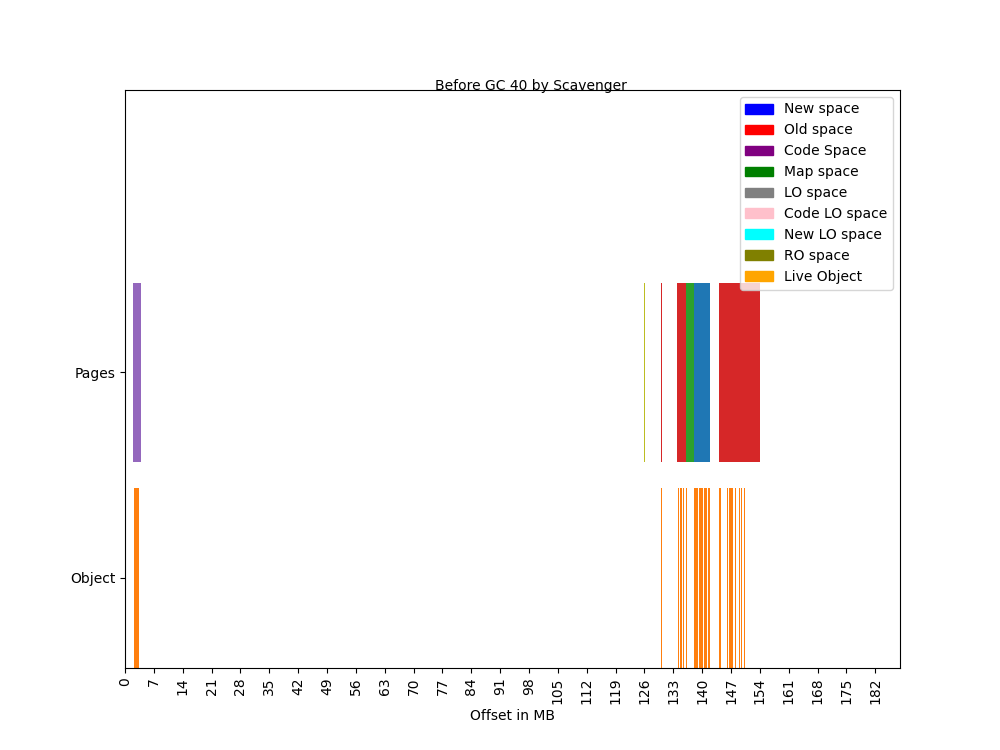 Before GC 40 by Scavenger
New space
Old space
Code Space
Map space
LO space
Code LO space
New LO space
RO space
Live Object
Pages
Object
0 7 14 21 28 35 42 49 56 63 70 77 84 91 98 105 112 119 126 133 140 147 154 161 168 175 182
Offset in MB